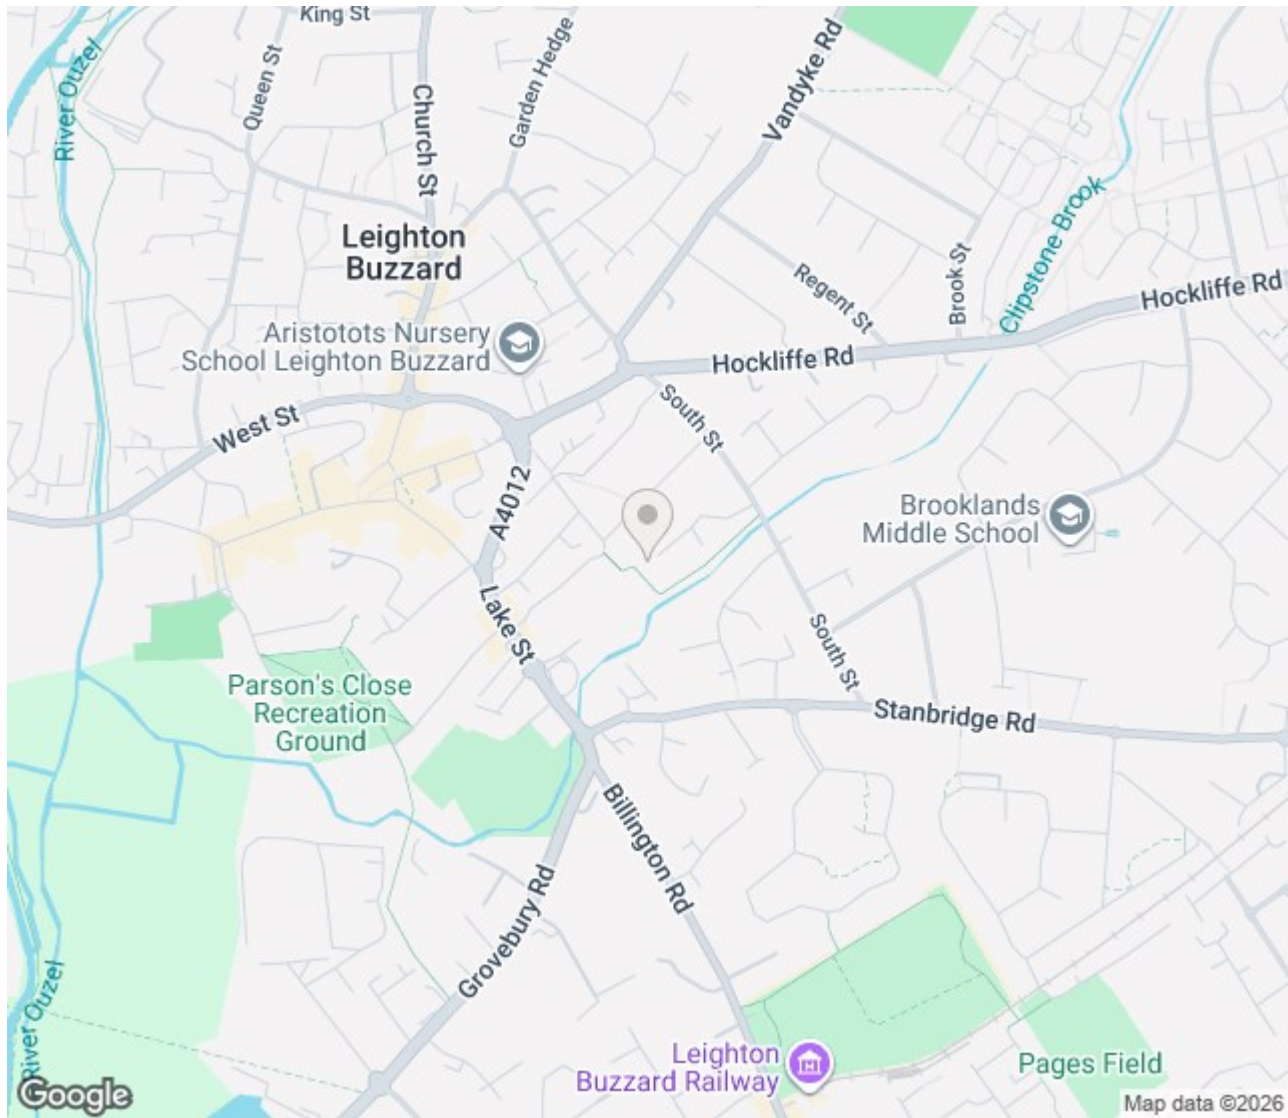 King St
River Ouzel
Queen St
Church St
Garden Hedge
Vandyke Rd
Clipstone Brook
Leighton
Buzzard
Regent St
Brook St
Hockliffe Rd
Aristotots Nursery
School Leighton Buzzard
Hockliffe Rd
West St
South St
A4012
Brooklands
Middle School
Lake St
South St
Parson's Close
Recreation
Ground
Stanbridge Rd
Billington Rd
Grovebury Rd
River Ouzel
Leighton
Buzzard Railway
Pages Field
Google
Map data ©2026